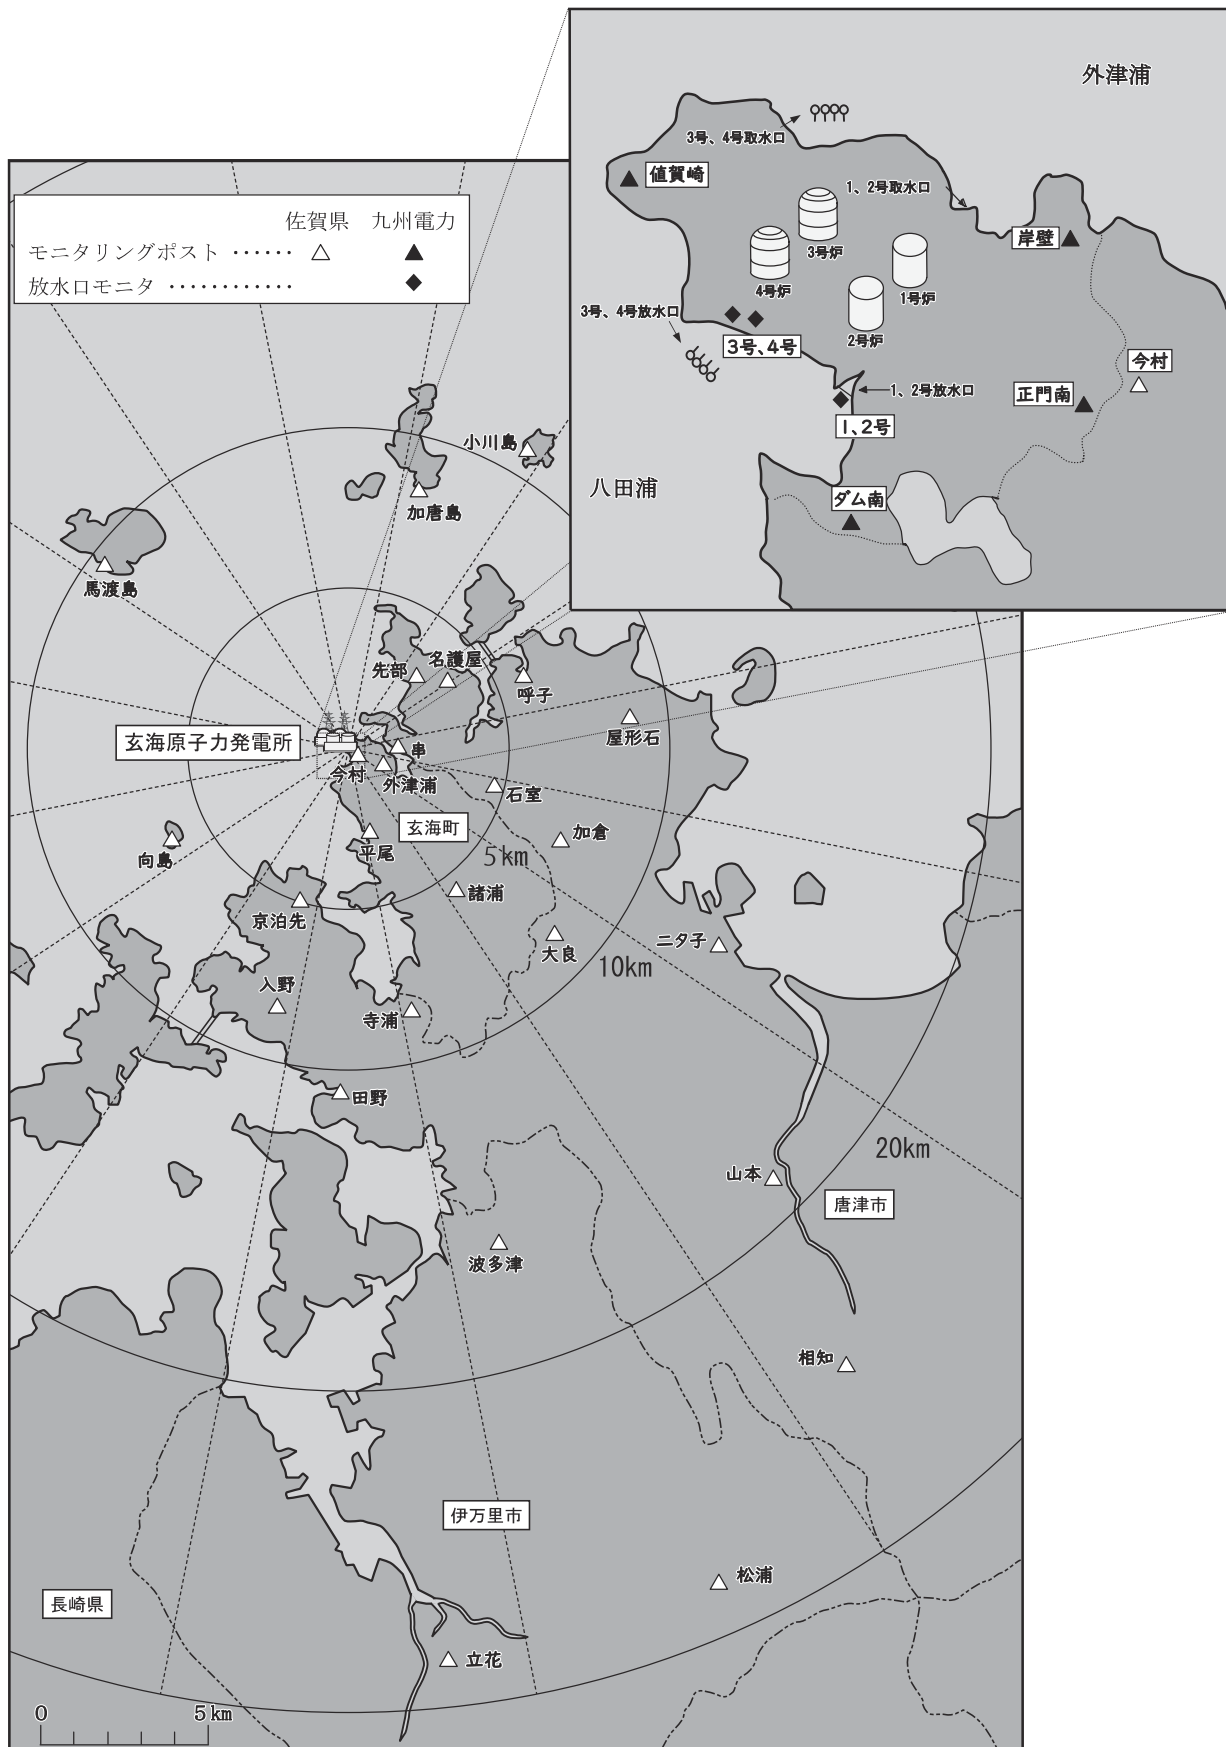 外津浦
3号、4号取水口
値賀崎
1、2号取水口
岸壁
3号炉
4号炉
1号炉
2号炉
3号、4号放水口
3号、4号
1、2号放水口
1、2号
今村
正門南
八田浦
ダム南
佐賀県 九州電力
モニタリングポスト ‥‥‥ △ ▲
放水口モニタ ‥‥‥‥‥‥ ◆
小川島
加唐島
馬渡島
先部
名護屋
呼子
屋形石
玄海原子力発電所
串
今村
外津浦
石室
玄海町
加倉
平尾
5km
向島
諸浦
京泊先
大良
二タ子
10km
入野
寺浦
田野
20km
山本
唐津市
波多津
相知
伊万里市
松浦
長崎県
立花
0 5km